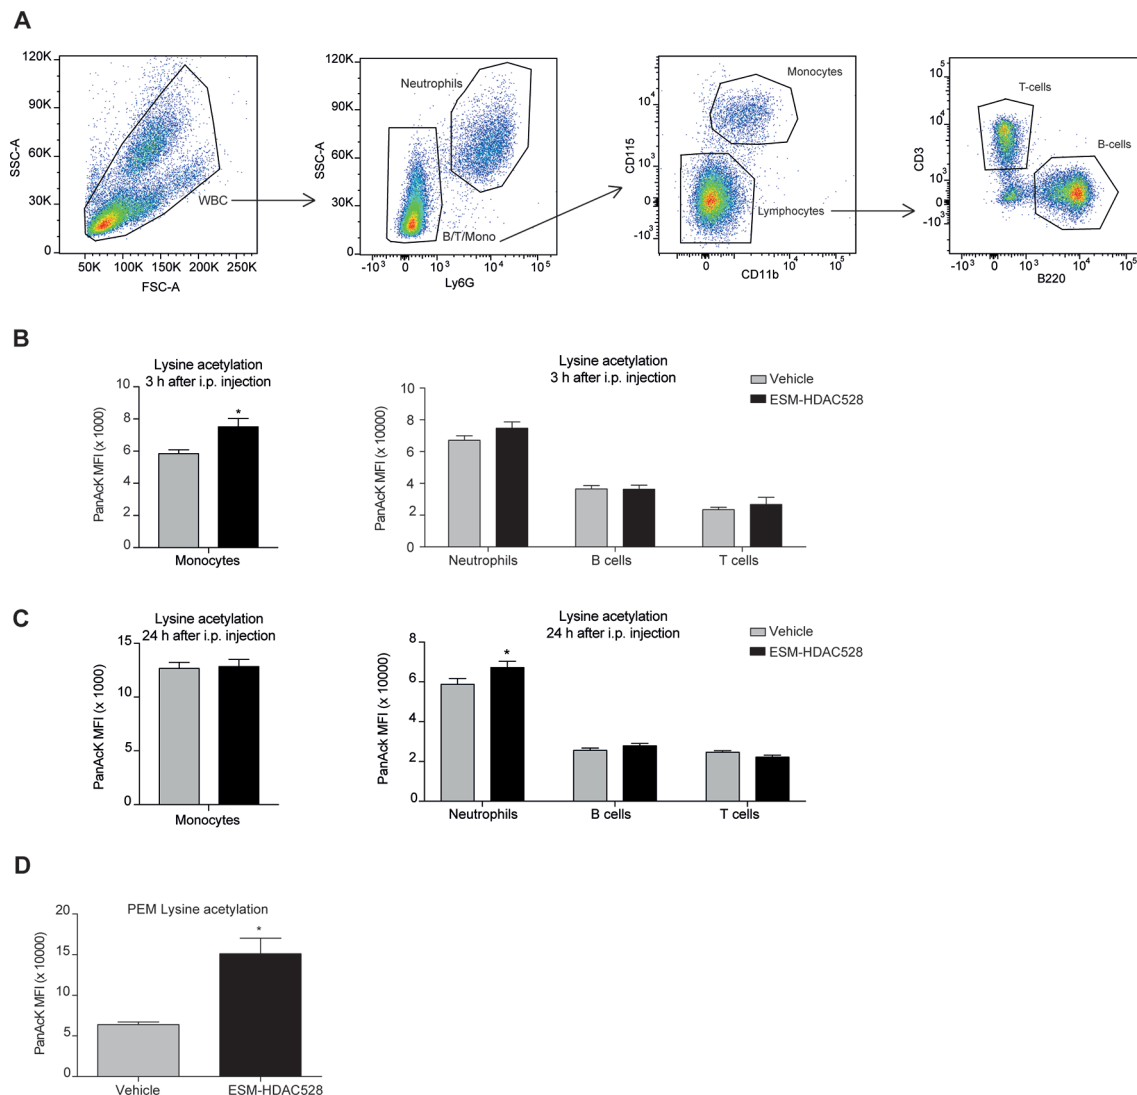 A
120K
90K
60K
30K
0
SSC-A
50K 100K 150K 200K 250K
FSC-A
WBC
120K
90K
60K
30K
0
SSC-A
Neutrophils
B/T/Mono
-10³ 0 10³ 10⁴ 10⁵
Ly6G
10⁴
10³
0
-10³
CD115
Monocytes
Lymphocytes
0 10³ 10⁴ 10⁵
CD11b
10⁵
10⁴
10³
0
-10³
CD3
T-cells
B-cells
-10³ 0 10³ 10⁴ 10⁵
B220
B
Lysine acetylation
3 h after i.p. injection
10
8
6
4
2
0
PanAcK MFI (x 1000)
*
Monocytes
Lysine acetylation
3 h after i.p. injection
10
8
6
4
2
0
PanAcK MFI (x 10000)
Neutrophils B cells T cells
Vehicle
ESM-HDAC528
C
Lysine acetylation
24 h after i.p. injection
15
10
5
0
PanAcK MFI (x 1000)
Monocytes
Lysine acetylation
24 h after i.p. injection
8
6
4
2
0
PanAcK MFI (x 10000)
*
Neutrophils B cells T cells
Vehicle
ESM-HDAC528
D
PEM Lysine acetylation
20
15
10
5
0
PanAcK MFI (x 10000)
*
Vehicle ESM-HDAC528